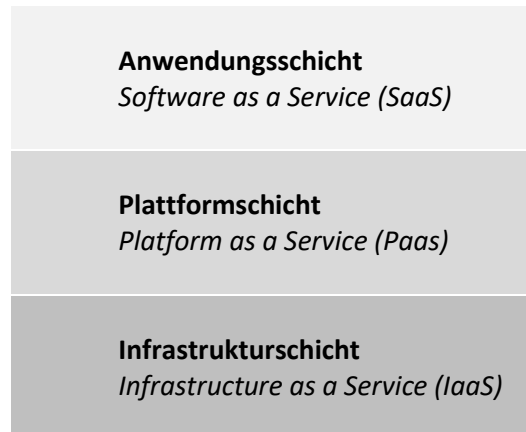 Anwendungsschicht
Software as a Service (SaaS)
Plattformschicht
Platform as a Service (Paas)
Infrastrukturschicht
Infrastructure as a Service (IaaS)